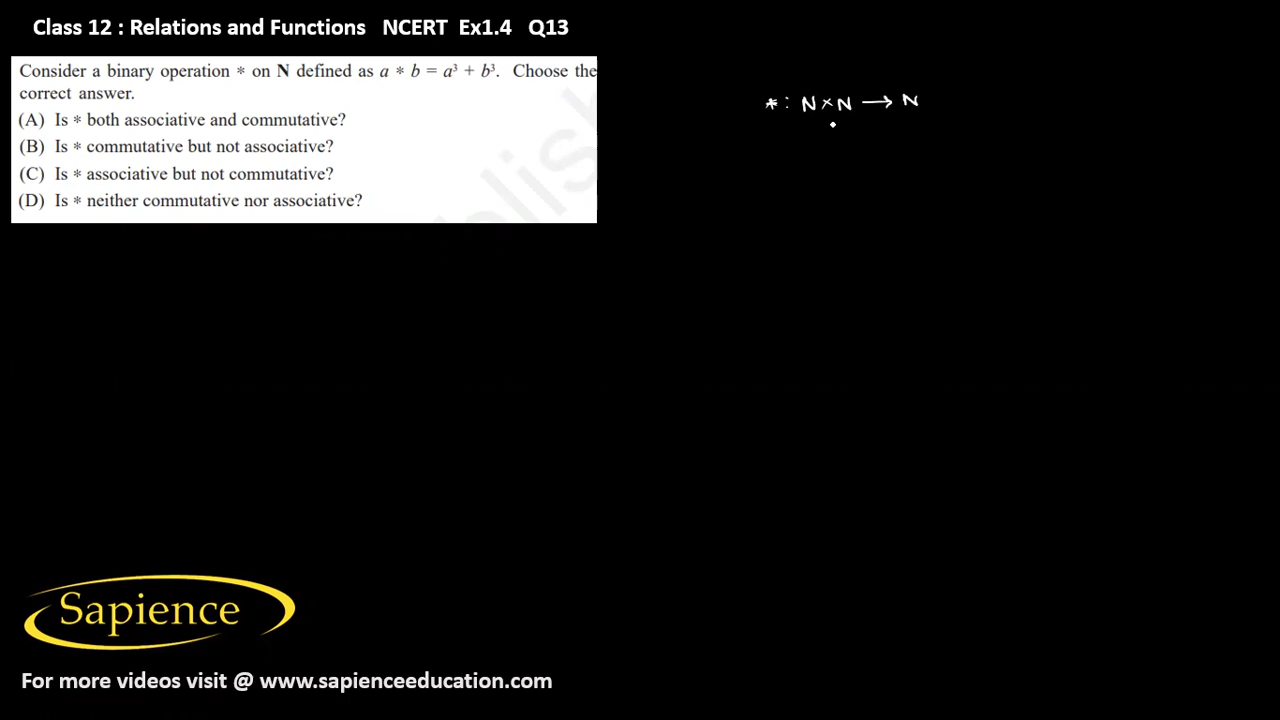 Class 12 : Relations and Functions NCERT Ex1.4 Q13
Consider a binary operation * on N defined as a * b = a³ + b³. Choose the
correct answer.
(A) Is * both associative and commutative?
(B) Is * commutative but not associative?
(C) Is * associative but not commutative?
(D) Is * neither commutative nor associative?
* : N × N → N
Sapience
For more videos visit @ www.sapienceeducation.com